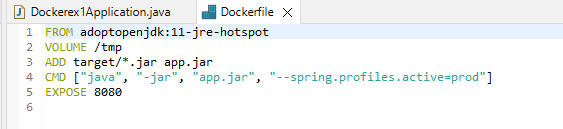 Dockerex1Application.java
Dockerfile
1 FROM adoptopenjdk:11-jre-hotspot
2 VOLUME /tmp
3 ADD target/*.jar app.jar
4 CMD ["java", "-jar", "app.jar", "--spring.profiles.active=prod"]
5 EXPOSE 8080
6